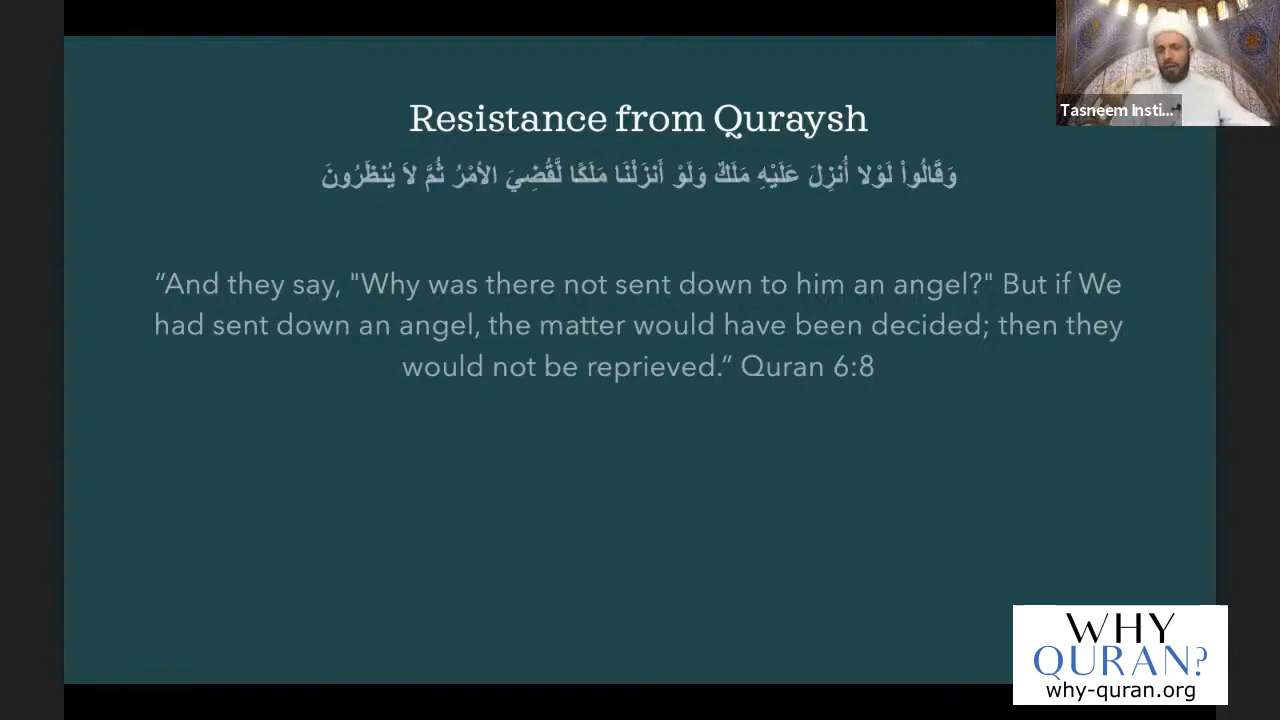 Resistance from Quraysh
وَقَالُواْ لَوْلا أُنزِلَ عَلَيْهِ مَلَكٌ وَلَوْ أَنزَلْنَا مَلَكًا لَّقُضِيَ الأمْرُ ثُمَّ لاَ يُنظَرُونَ
“And they say, "Why was there not sent down to him an angel?" But if We
had sent down an angel, the matter would have been decided; then they
would not be reprieved.” Quran 6:8
Tasneem Insti...
WHY
QURAN?
why-quran.org